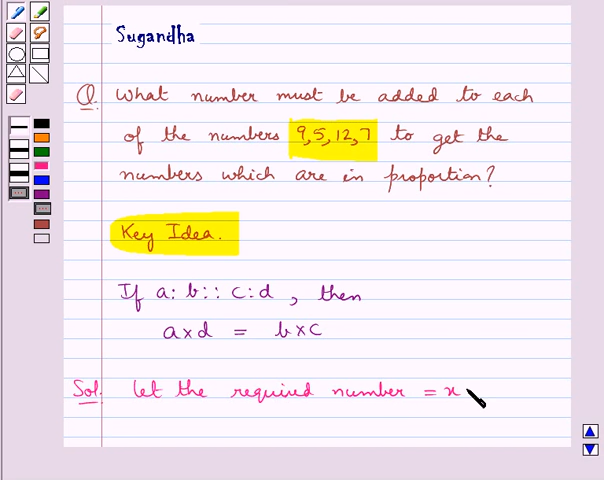 Sugandha
Q. What number must be added to each
of the numbers 9,5,12,7 to get the
numbers which are in proportion?
Key Idea.
If a: b:: c:d, then
a×d = b×c
Sol. Let the required number = x